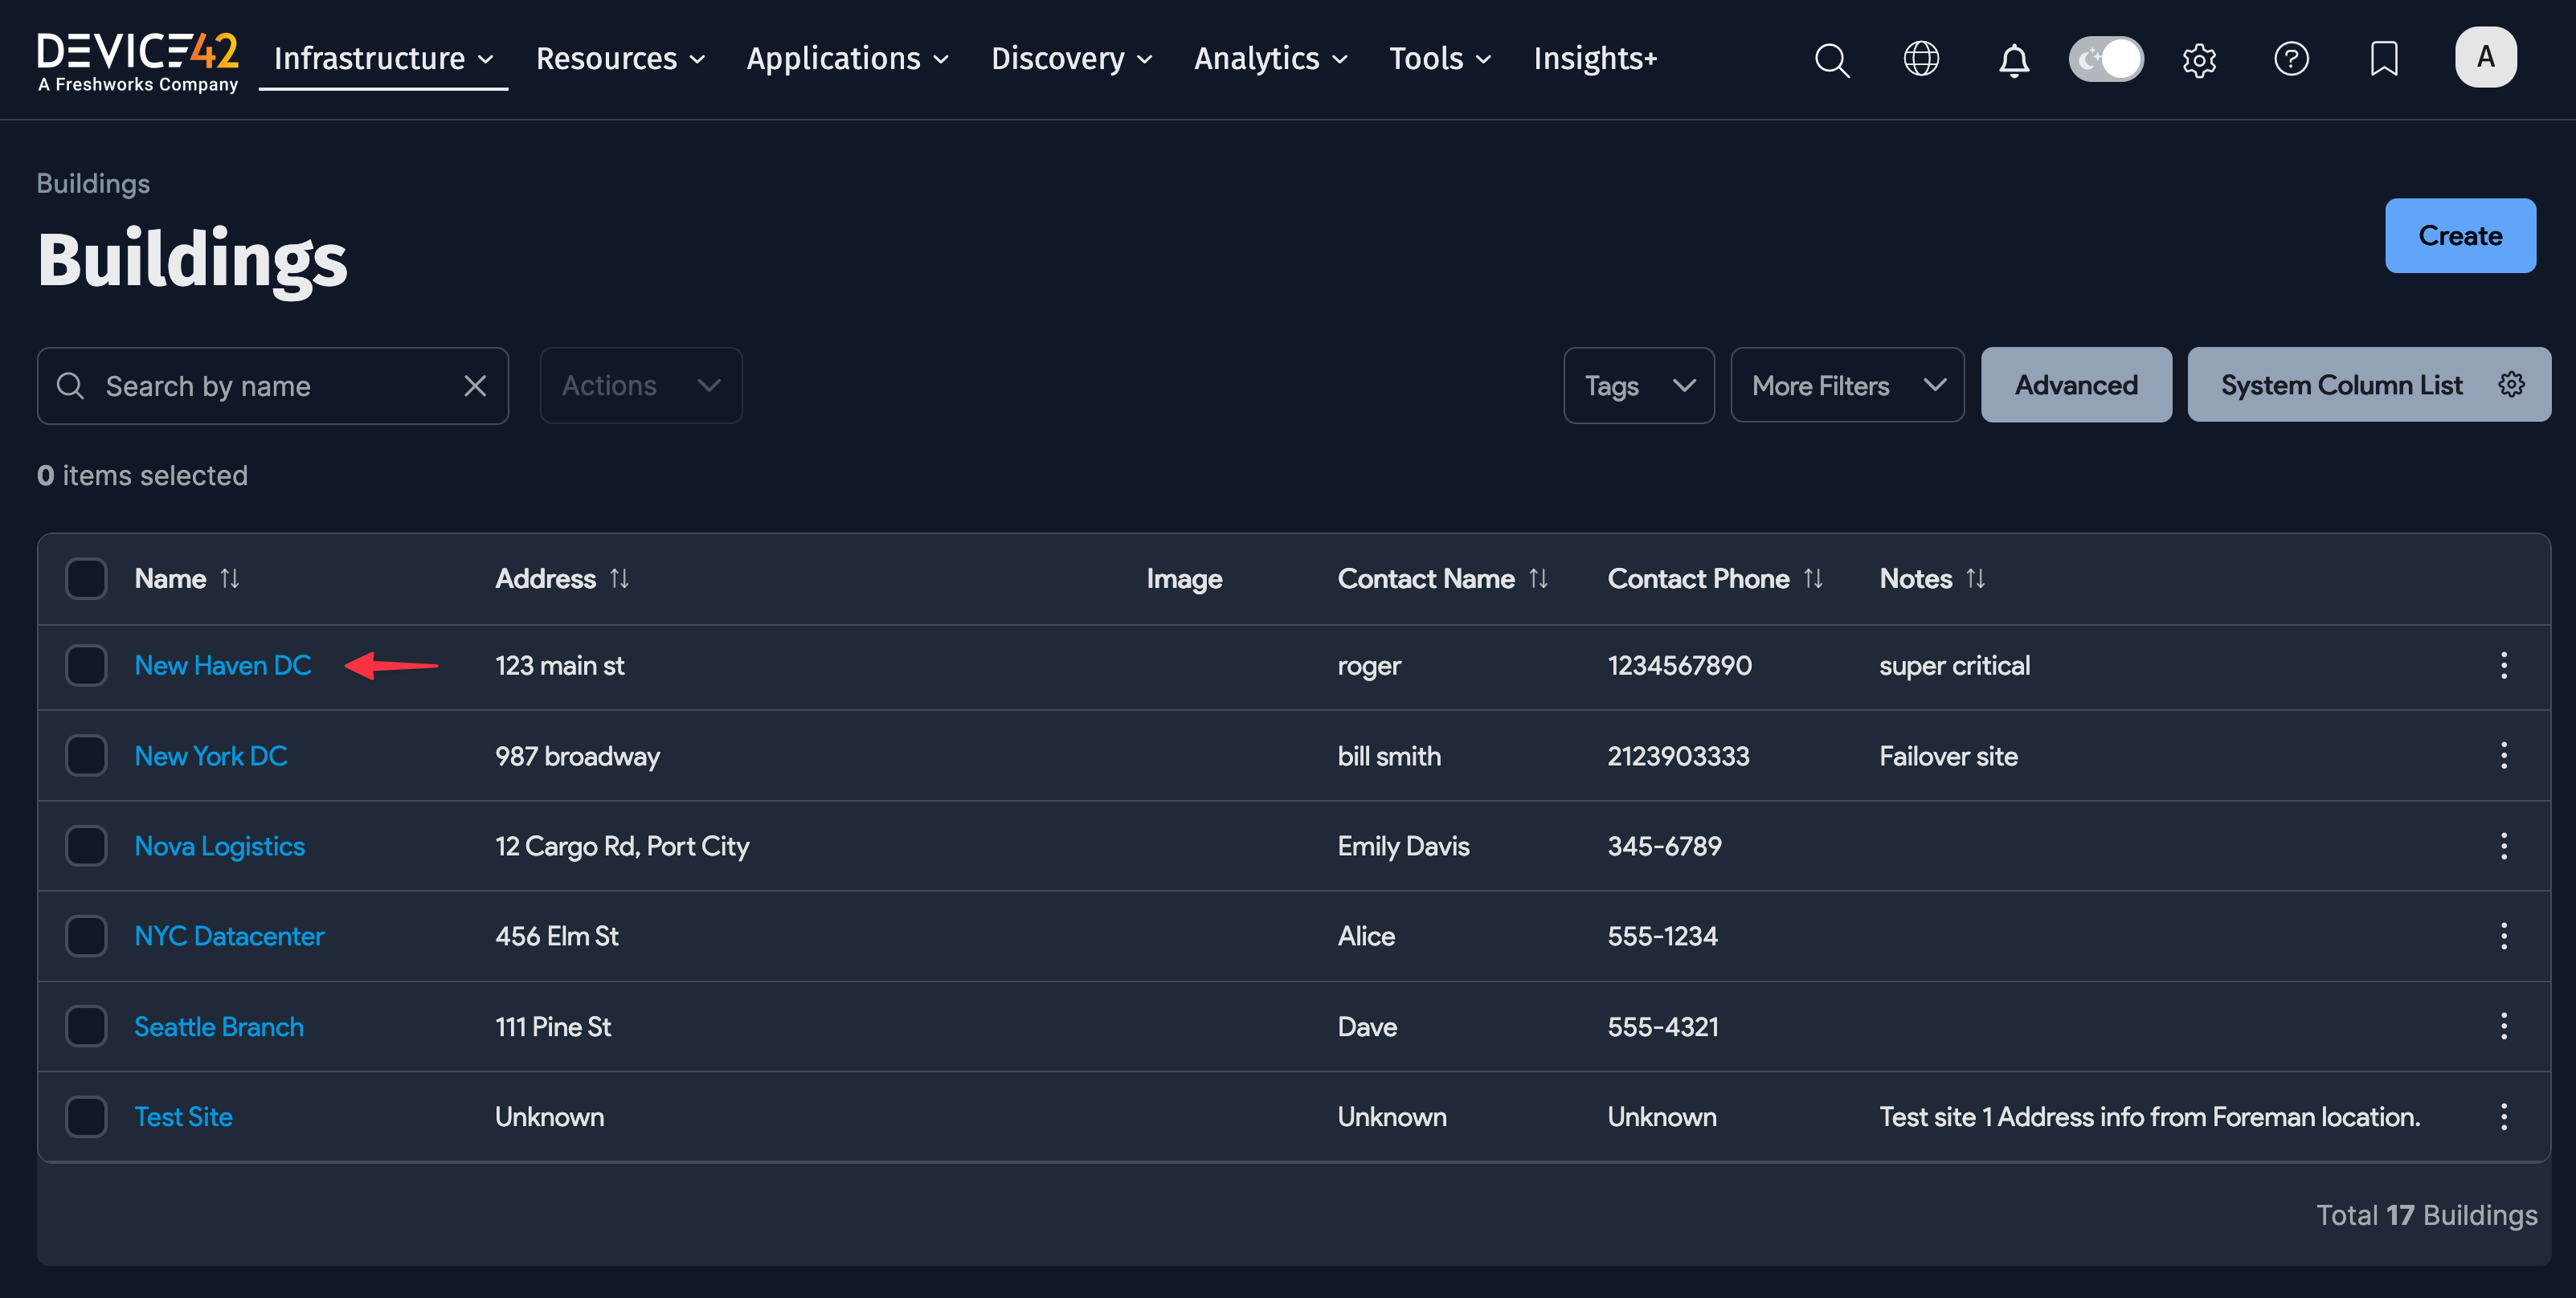 DEVICE42
A Freshworks Company
Infrastructure Resources Applications Discovery Analytics Tools Insights+ A
Buildings
Buildings
Create
Search by name Actions Tags More Filters Advanced System Column List
0 items selected
Name Address Image Contact Name Contact Phone Notes
New Haven DC 123 main st roger 1234567890 super critical
New York DC 987 broadway bill smith 2123903333 Failover site
Nova Logistics 12 Cargo Rd, Port City Emily Davis 345-6789
NYC Datacenter 456 Elm St Alice 555-1234
Seattle Branch 111 Pine St Dave 555-4321
Test Site Unknown Unknown Unknown Test site 1 Address info from Foreman location.
Total 17 Buildings